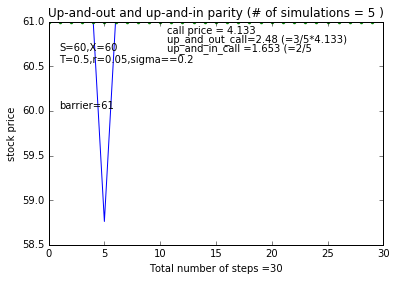 Up-and-out and up-and-in parity (# of simulations = 5 )
61.0
call price = 4.133
up_and_out_call=2.48 (=3/5*4.133)
S=60,X=60
up_and_in_call =1.653 (=2/5
T=0.5,r=0.05,sigma==0.2
60.5
barrier=61
60.0
stock price
59.5
59.0
58.5
0 5 10 15 20 25 30
Total number of steps =30